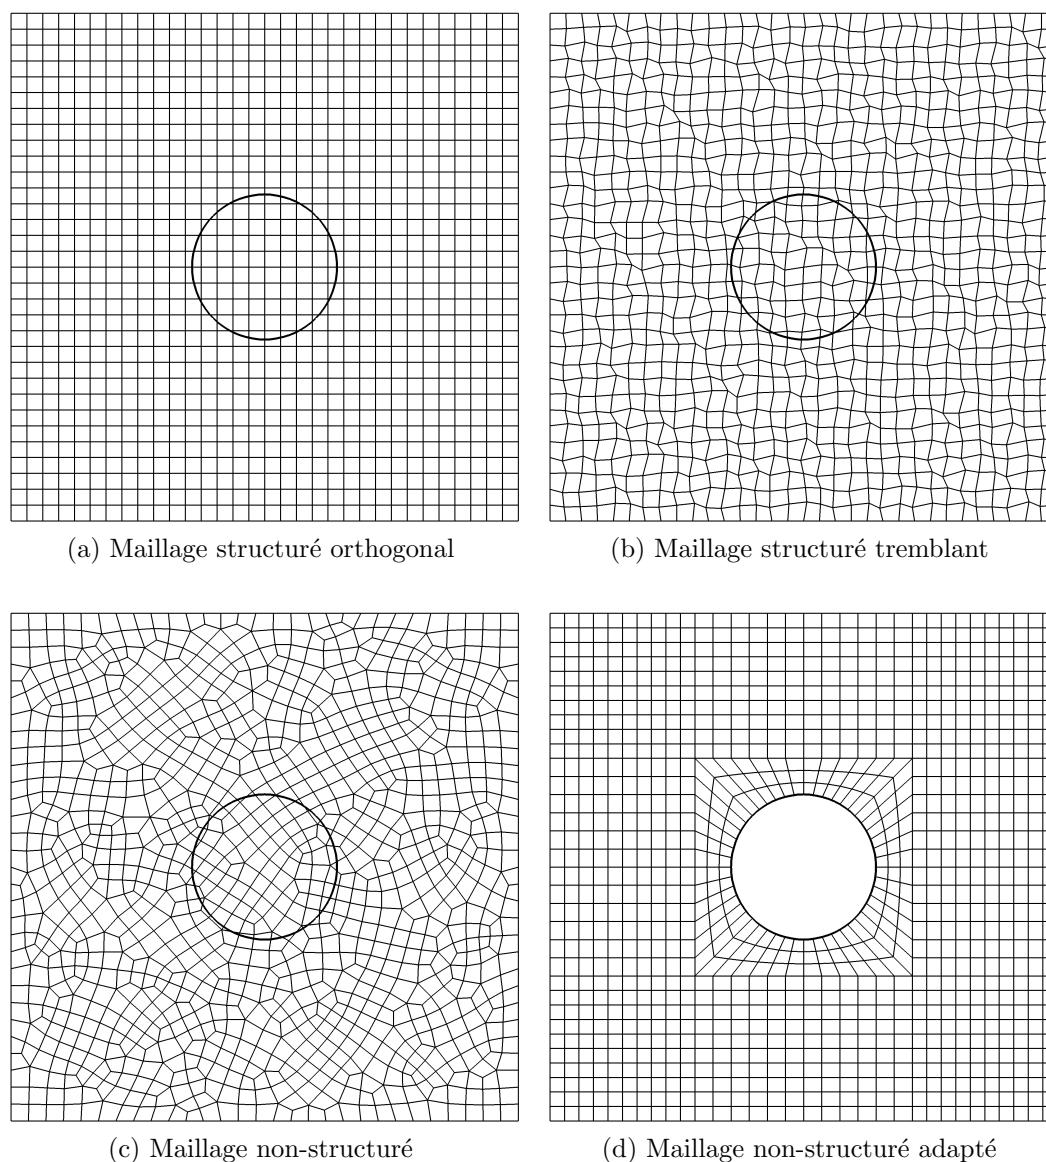 (a) Maillage structuré orthogonal
(b) Maillage structuré tremblant
(c) Maillage non-structuré
(d) Maillage non-structuré adapté